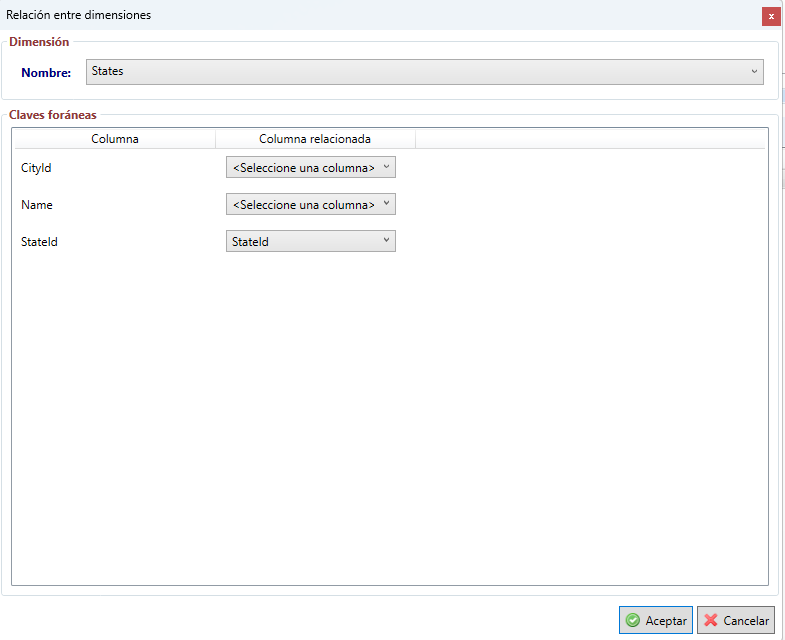 Relación entre dimensiones
x
Dimensión
Nombre: States
Claves foráneas
Columna Columna relacionada
CityId <Seleccione una columna>
Name <Seleccione una columna>
StateId StateId
Aceptar Cancelar